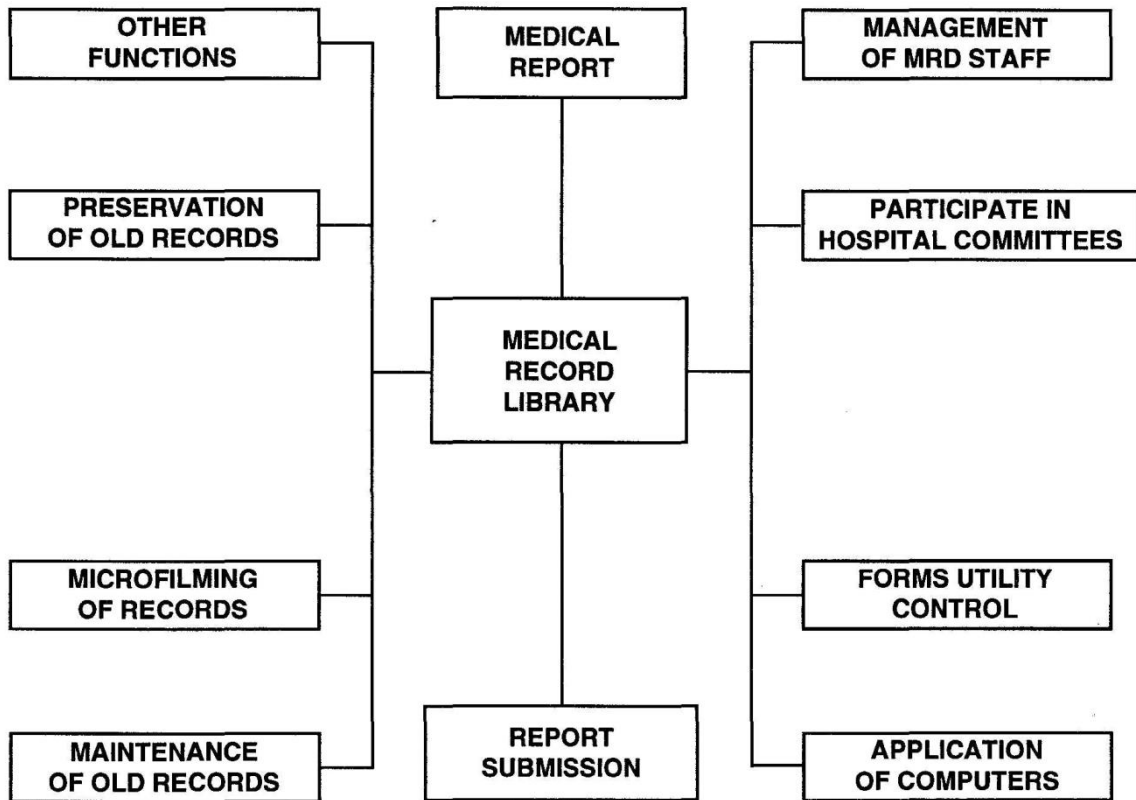 OTHER
FUNCTIONS
MEDICAL
REPORT
MANAGEMENT
OF MRD STAFF
PRESERVATION
OF OLD RECORDS
PARTICIPATE IN
HOSPITAL COMMITTEES
MEDICAL
RECORD
LIBRARY
MICROFILMING
OF RECORDS
FORMS UTILITY
CONTROL
MAINTENANCE
OF OLD RECORDS
REPORT
SUBMISSION
APPLICATION
OF COMPUTERS